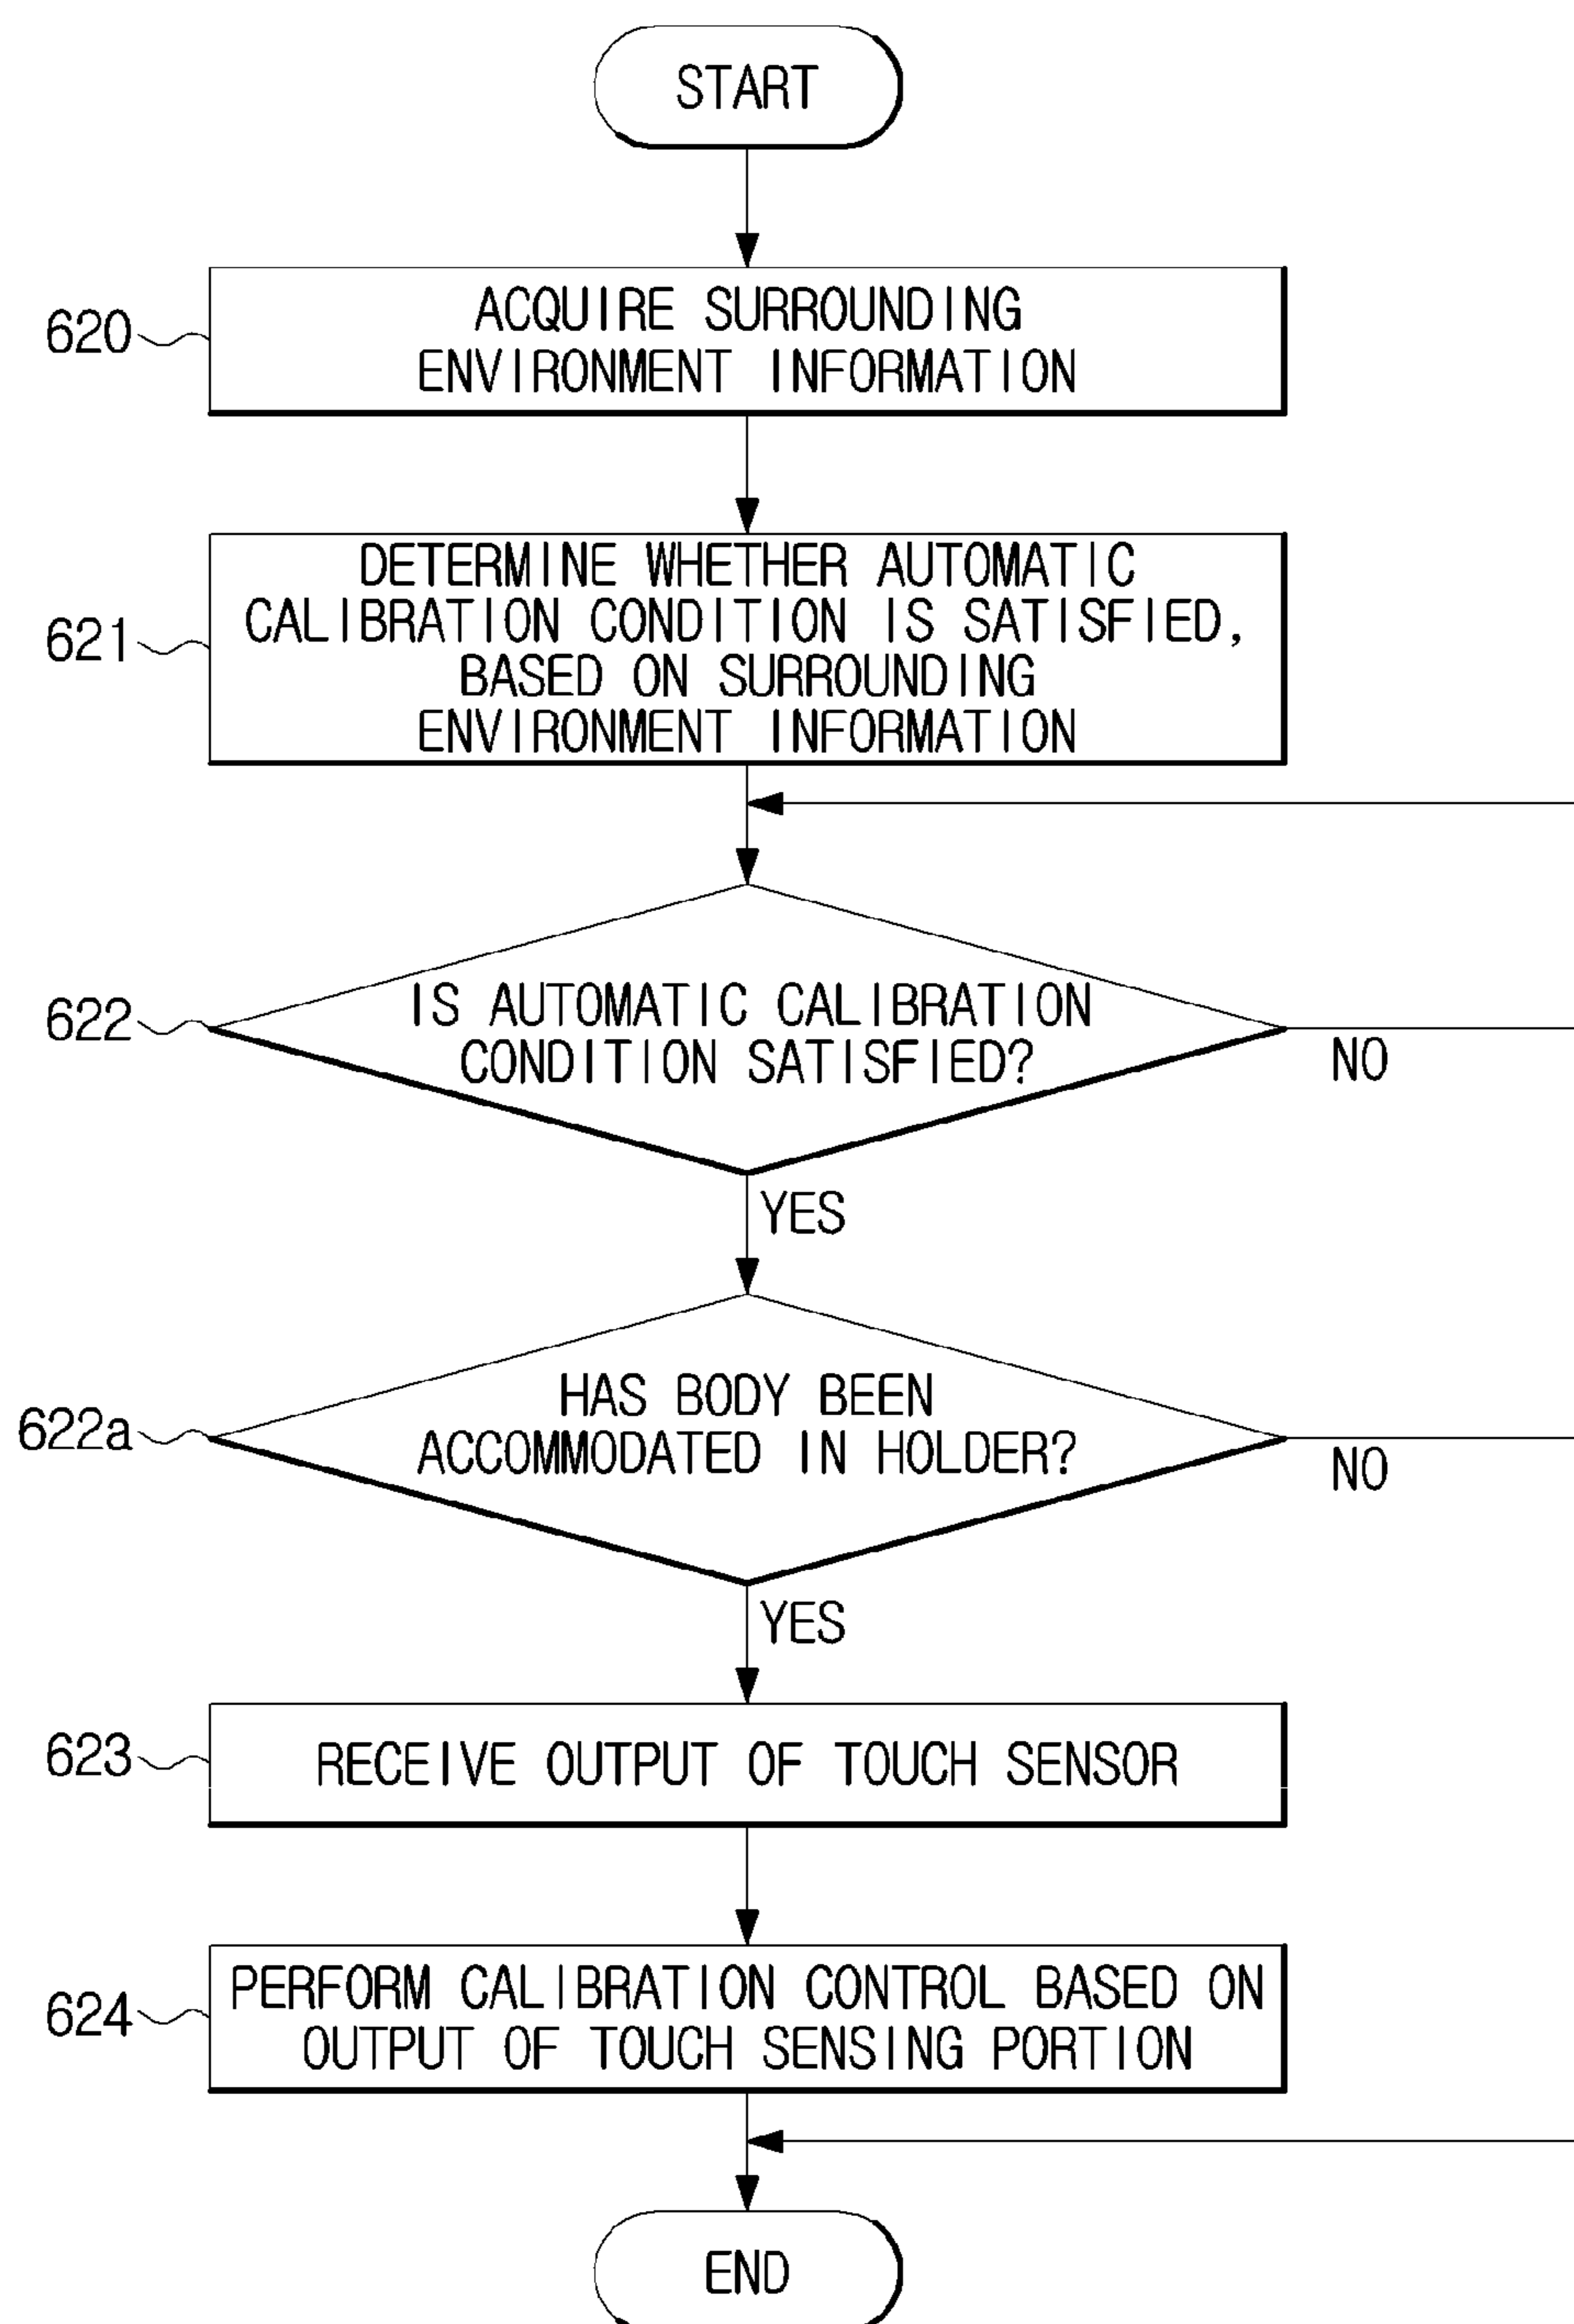 START
620
ACQUIRE SURROUNDING
ENVIRONMENT INFORMATION
621
DETERMINE WHETHER AUTOMATIC
CALIBRATION CONDITION IS SATISFIED,
BASED ON SURROUNDING
ENVIRONMENT INFORMATION
622
IS AUTOMATIC CALIBRATION
CONDITION SATISFIED?
NO
YES
622a
HAS BODY BEEN
ACCOMMODATED IN HOLDER?
NO
YES
623
RECEIVE OUTPUT OF TOUCH SENSOR
624
PERFORM CALIBRATION CONTROL BASED ON
OUTPUT OF TOUCH SENSING PORTION
END